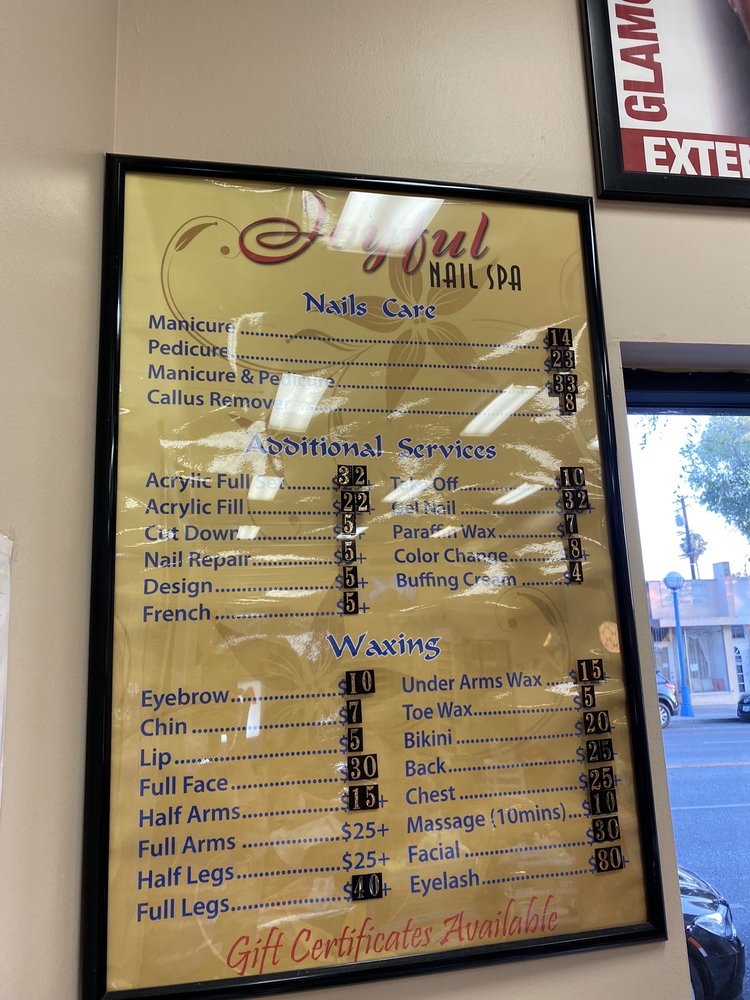 GLAM
EXTE
Joyful
NAIL SPA
Nails Care
Manicure $14
Pedicure $23
Manicure & Pedicure $33
Callus Remover $8
Additional Services
Acrylic Full Set $32
Acrylic Fill $22+
Cut Down 5
Nail Repair $5+
Design $5+
French $5+
Take Off $10
Gel Nail $32+
Paraffin Wax $7
Color Change $8+
Buffing Cream $4
Waxing
Eyebrow $10
Chin $7
Lip $5
Full Face $30
Half Arms $15+
Full Arms $25+
Half Legs $25+
Full Legs $40+
Under Arms Wax $15
Toe Wax $5
Bikini $20+
Back $25+
Chest $25+
Massage (10mins) $10
Facial $30
Eyelash $80+
Gift Certificates Available